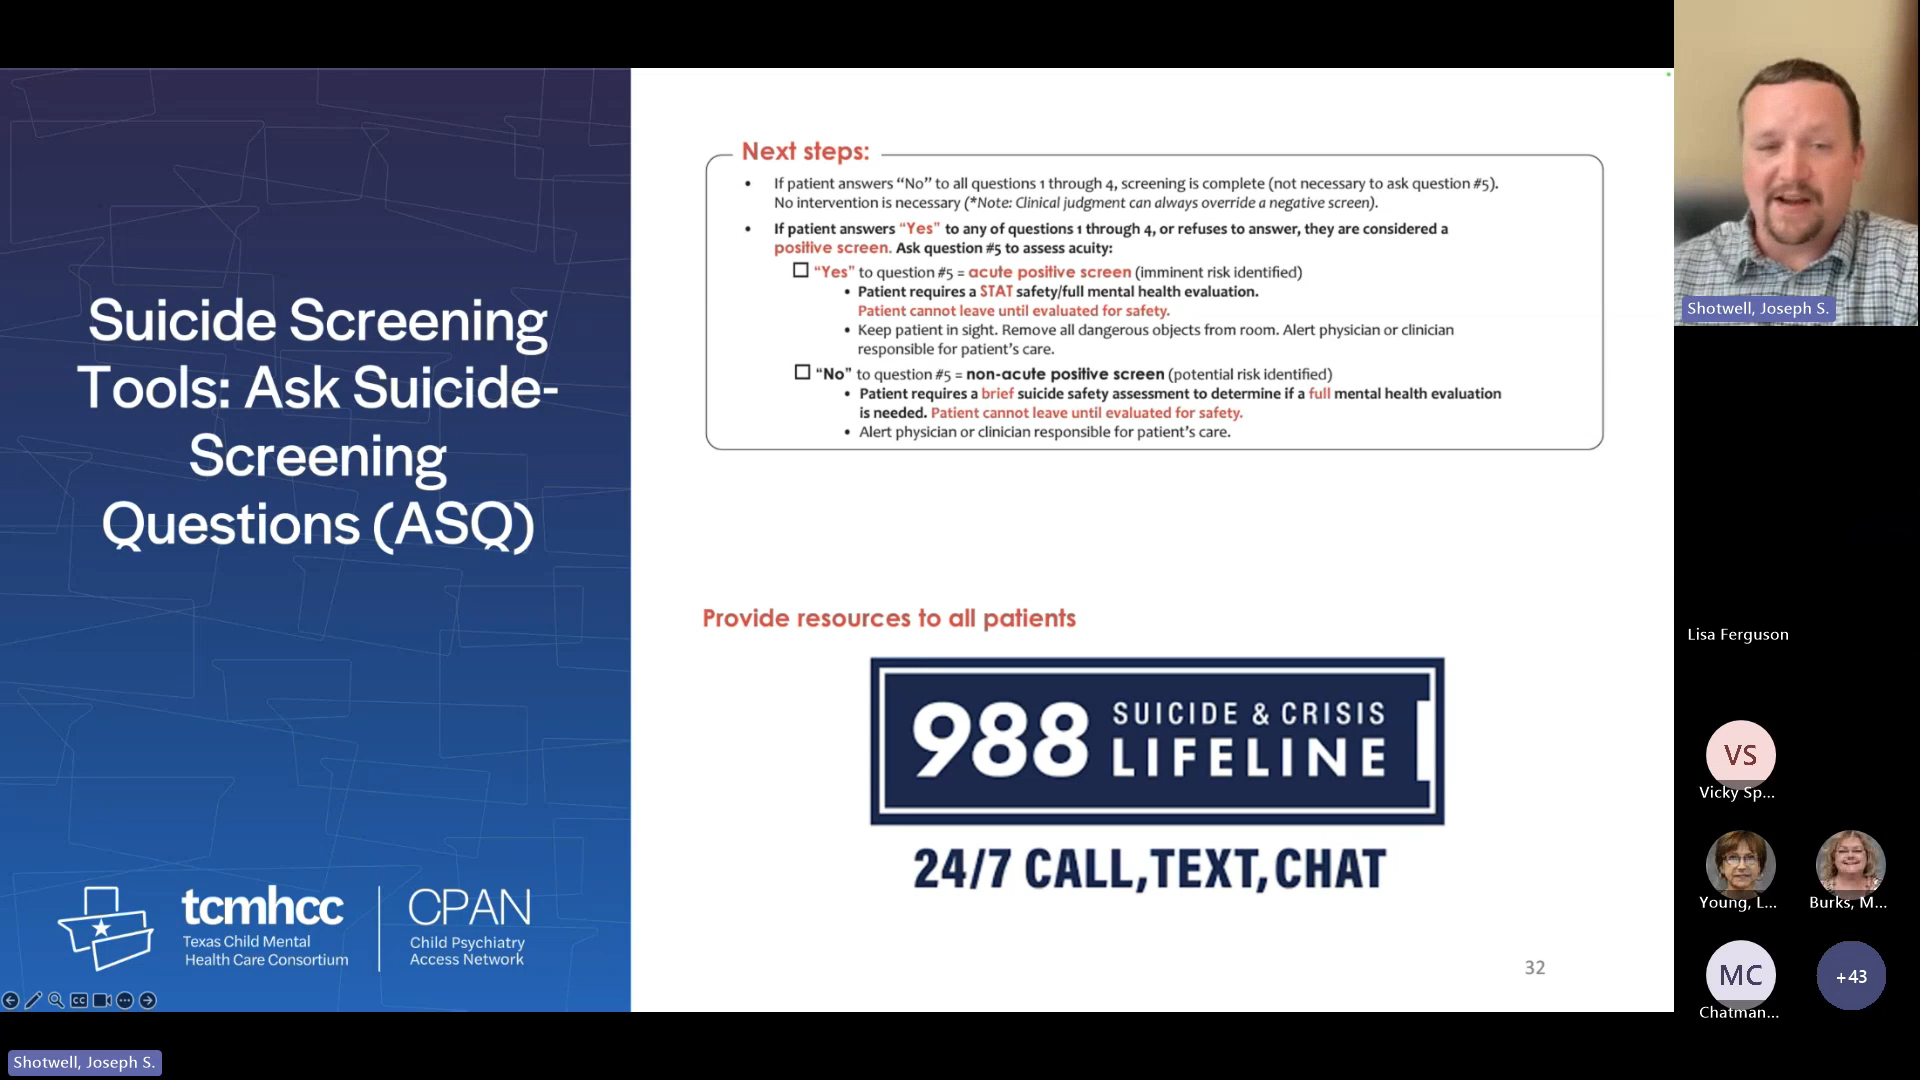 Suicide Screening
Tools: Ask Suicide-
Screening
Questions (ASQ)
tcmhcc
Texas Child Mental
Health Care Consortium
CPAN
Child Psychiatry
Access Network
Next steps:
• If patient answers “No” to all questions 1 through 4, screening is complete (not necessary to ask question #5).
No intervention is necessary (*Note: Clinical judgment can always override a negative screen).
• If patient answers “Yes” to any of questions 1 through 4, or refuses to answer, they are considered a
positive screen. Ask question #5 to assess acuity:
☐ “Yes” to question #5 = acute positive screen (imminent risk identified)
• Patient requires a STAT safety/full mental health evaluation.
Patient cannot leave until evaluated for safety.
• Keep patient in sight. Remove all dangerous objects from room. Alert physician or clinician
responsible for patient’s care.
☐ “No” to question #5 = non-acute positive screen (potential risk identified)
• Patient requires a brief suicide safety assessment to determine if a full mental health evaluation
is needed. Patient cannot leave until evaluated for safety.
• Alert physician or clinician responsible for patient’s care.
Provide resources to all patients
988 SUICIDE & CRISIS
LIFELINE
24/7 CALL, TEXT, CHAT
32
Shotwell, Joseph S.
Lisa Ferguson
VS
Vicky Sp...
Young, L...
Burks, M...
MC
Chatman...
+43
CC
Shotwell, Joseph S.